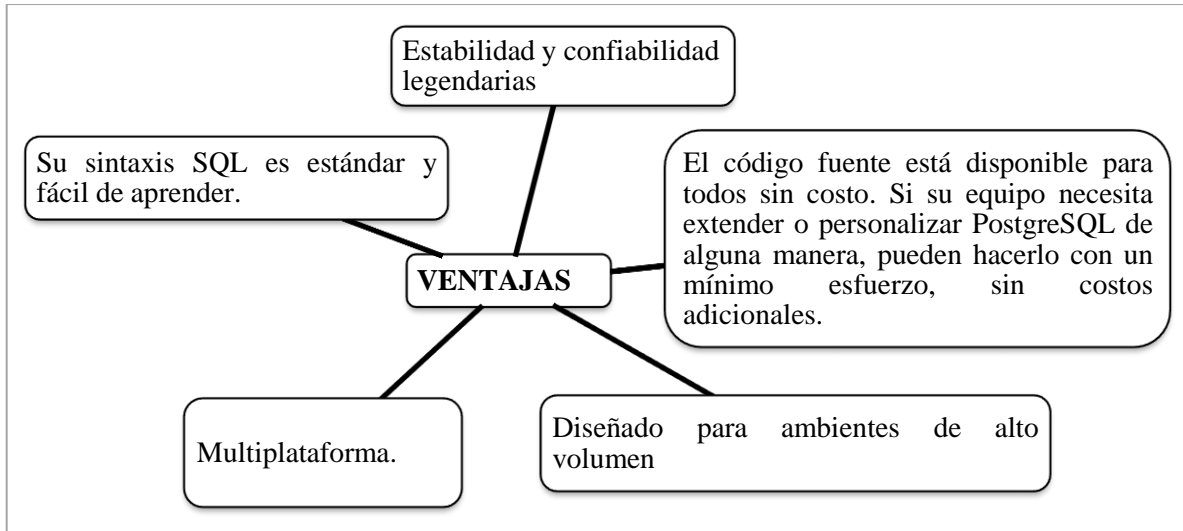 Estabilidad y confiabilidad
legendarias
Su sintaxis SQL es estándar y
fácil de aprender.
El código fuente está disponible para
todos sin costo. Si su equipo necesita
extender o personalizar PostgreSQL de
alguna manera, pueden hacerlo con un
mínimo esfuerzo, sin costos
adicionales.
VENTAJAS
Multiplataforma.
Diseñado para ambientes de alto
volumen